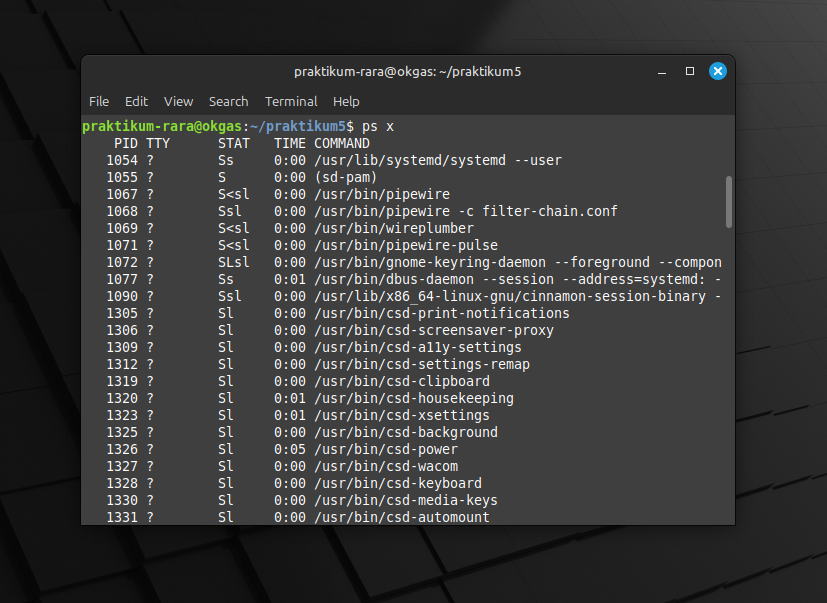 praktikum-rara@okgas: ~/praktikum5
File Edit View Search Terminal Help
praktikum-rara@okgas:~/praktikum5$ ps x
PID TTY STAT TIME COMMAND
1054 ? Ss 0:00 /usr/lib/systemd/systemd --user
1055 ? S 0:00 (sd-pam)
1067 ? S<sl 0:00 /usr/bin/pipewire
1068 ? Ssl 0:00 /usr/bin/pipewire -c filter-chain.conf
1069 ? S<sl 0:00 /usr/bin/wireplumber
1071 ? S<sl 0:00 /usr/bin/pipewire-pulse
1072 ? SLsl 0:00 /usr/bin/gnome-keyring-daemon --foreground --compon
1077 ? Ss 0:01 /usr/bin/dbus-daemon --session --address=systemd: -
1090 ? Ssl 0:00 /usr/lib/x86_64-linux-gnu/cinnamon-session-binary -
1305 ? Sl 0:00 /usr/bin/csd-print-notifications
1306 ? Sl 0:00 /usr/bin/csd-screensaver-proxy
1309 ? Sl 0:00 /usr/bin/csd-a11y-settings
1312 ? Sl 0:00 /usr/bin/csd-settings-remap
1319 ? Sl 0:00 /usr/bin/csd-clipboard
1320 ? Sl 0:01 /usr/bin/csd-housekeeping
1323 ? Sl 0:01 /usr/bin/csd-xsettings
1325 ? Sl 0:00 /usr/bin/csd-background
1326 ? Sl 0:05 /usr/bin/csd-power
1327 ? Sl 0:00 /usr/bin/csd-wacom
1328 ? Sl 0:00 /usr/bin/csd-keyboard
1330 ? Sl 0:00 /usr/bin/csd-media-keys
1331 ? Sl 0:00 /usr/bin/csd-automount